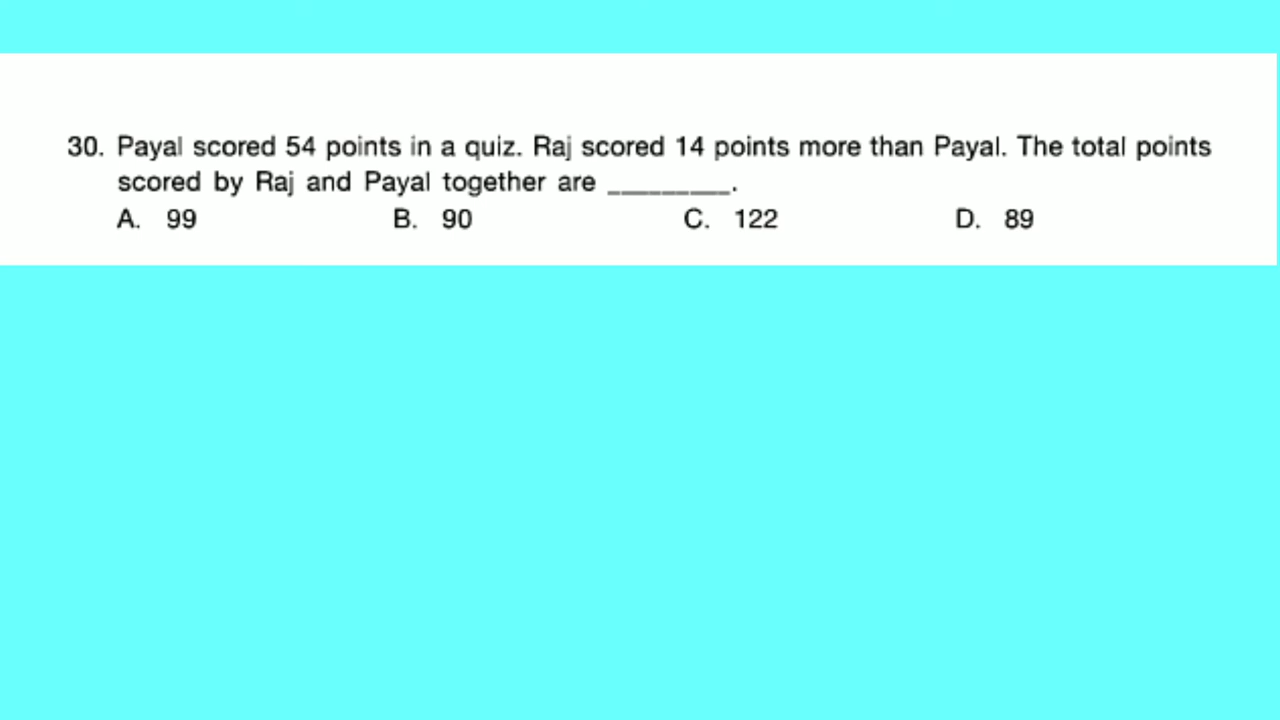 30. Payal scored 54 points in a quiz. Raj scored 14 points more than Payal. The total points
scored by Raj and Payal together are _________.
A. 99 B. 90 C. 122 D. 89